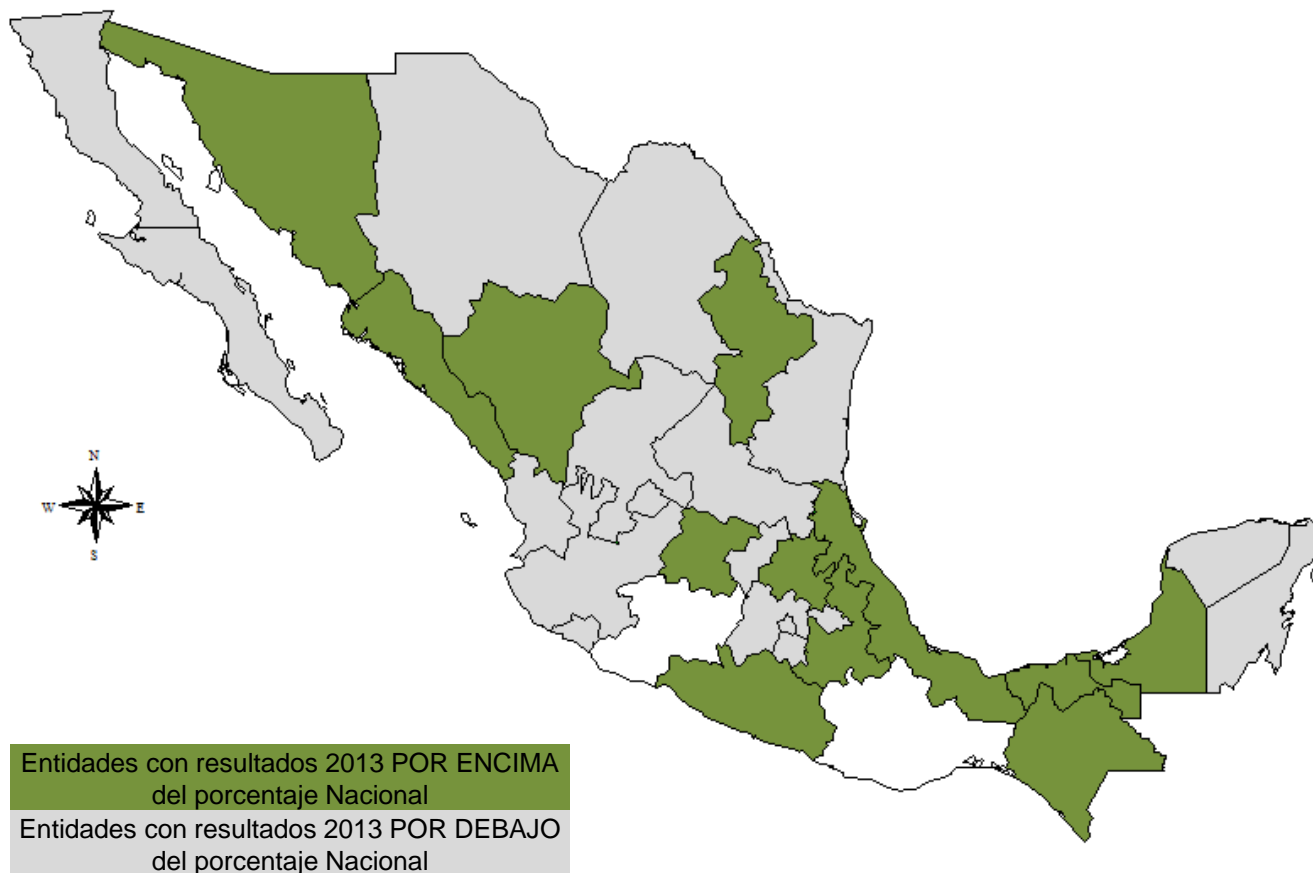 N
W
E
S
Entidades con resultados 2013 POR ENCIMA
del porcentaje Nacional
Entidades con resultados 2013 POR DEBAJO
del porcentaje Nacional